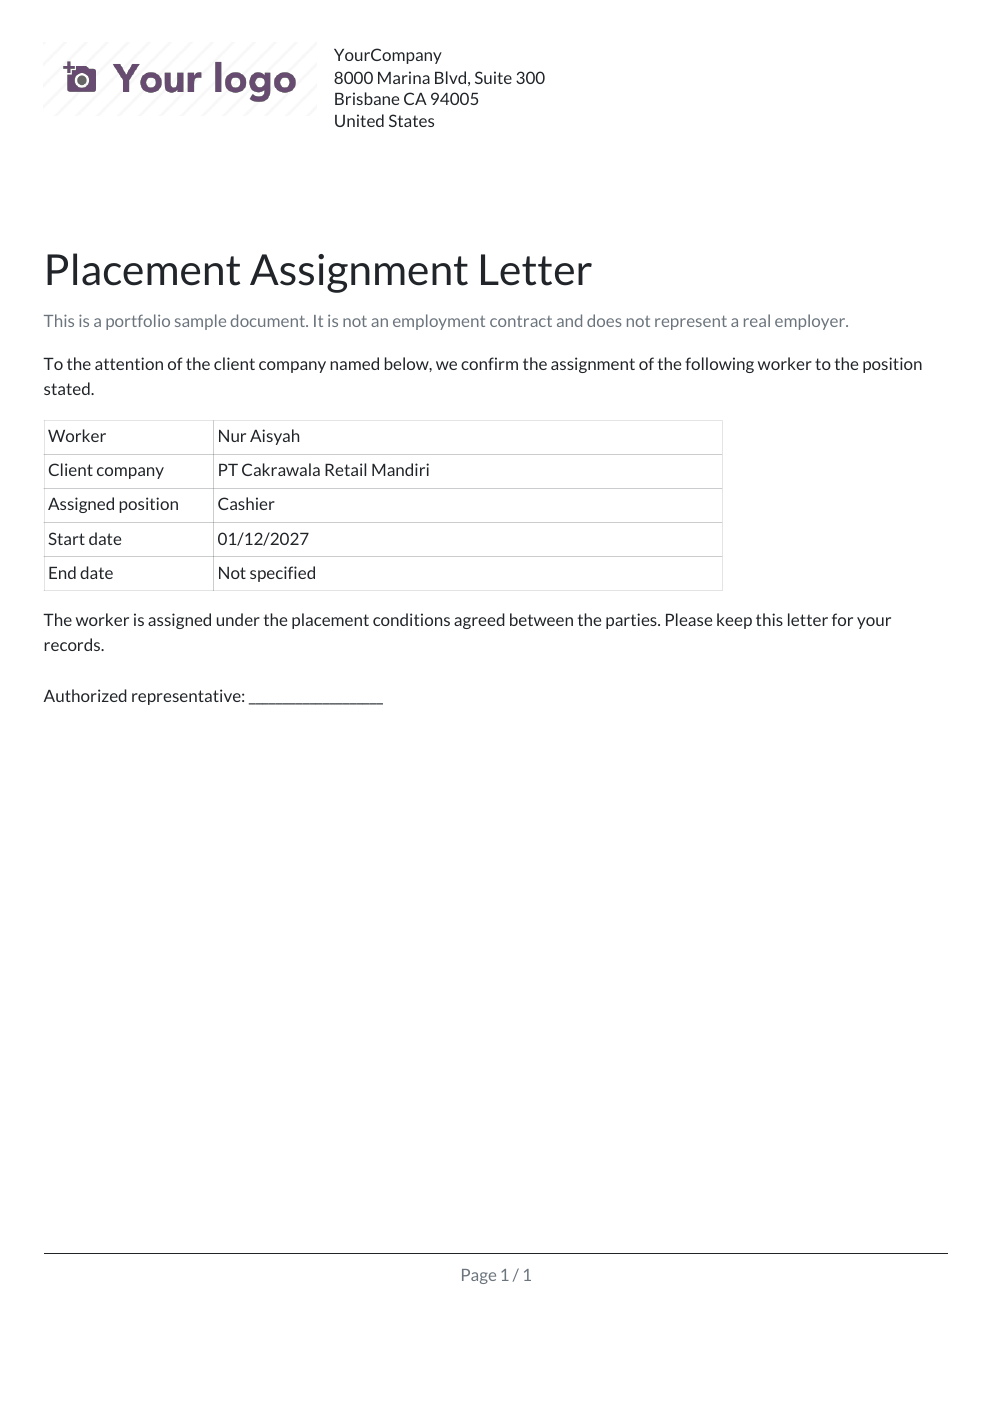 Your logo
YourCompany
8000 Marina Blvd, Suite 300
Brisbane CA 94005
United States
Placement Assignment Letter
This is a portfolio sample document. It is not an employment contract and does not represent a real employer.
To the attention of the client company named below, we confirm the assignment of the following worker to the position
stated.
Worker Nur Aisyah
Client company PT Cakrawala Retail Mandiri
Assigned position Cashier
Start date 01/12/2027
End date Not specified
The worker is assigned under the placement conditions agreed between the parties. Please keep this letter for your
records.
Authorized representative: ________________
Page 1 / 1